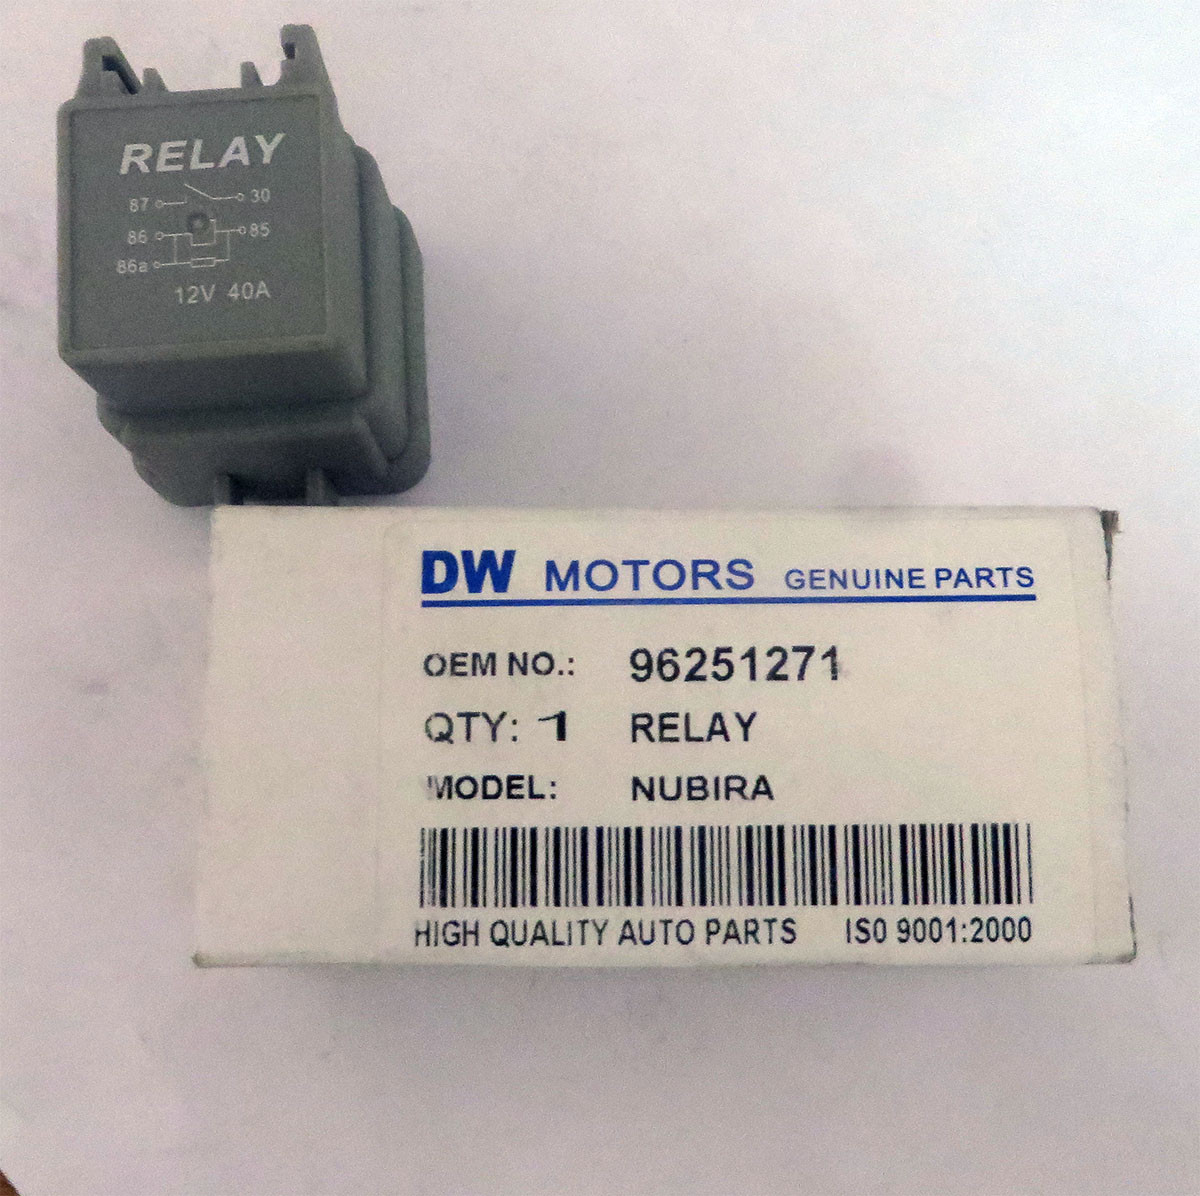 RELAY
87 30
86 85
86a
12V 40A
DW MOTORS GENUINE PARTS
OEM NO.: 96251271
QTY: 1 RELAY
MODEL: NUBIRA
HIGH QUALITY AUTO PARTS ISO 9001:2000